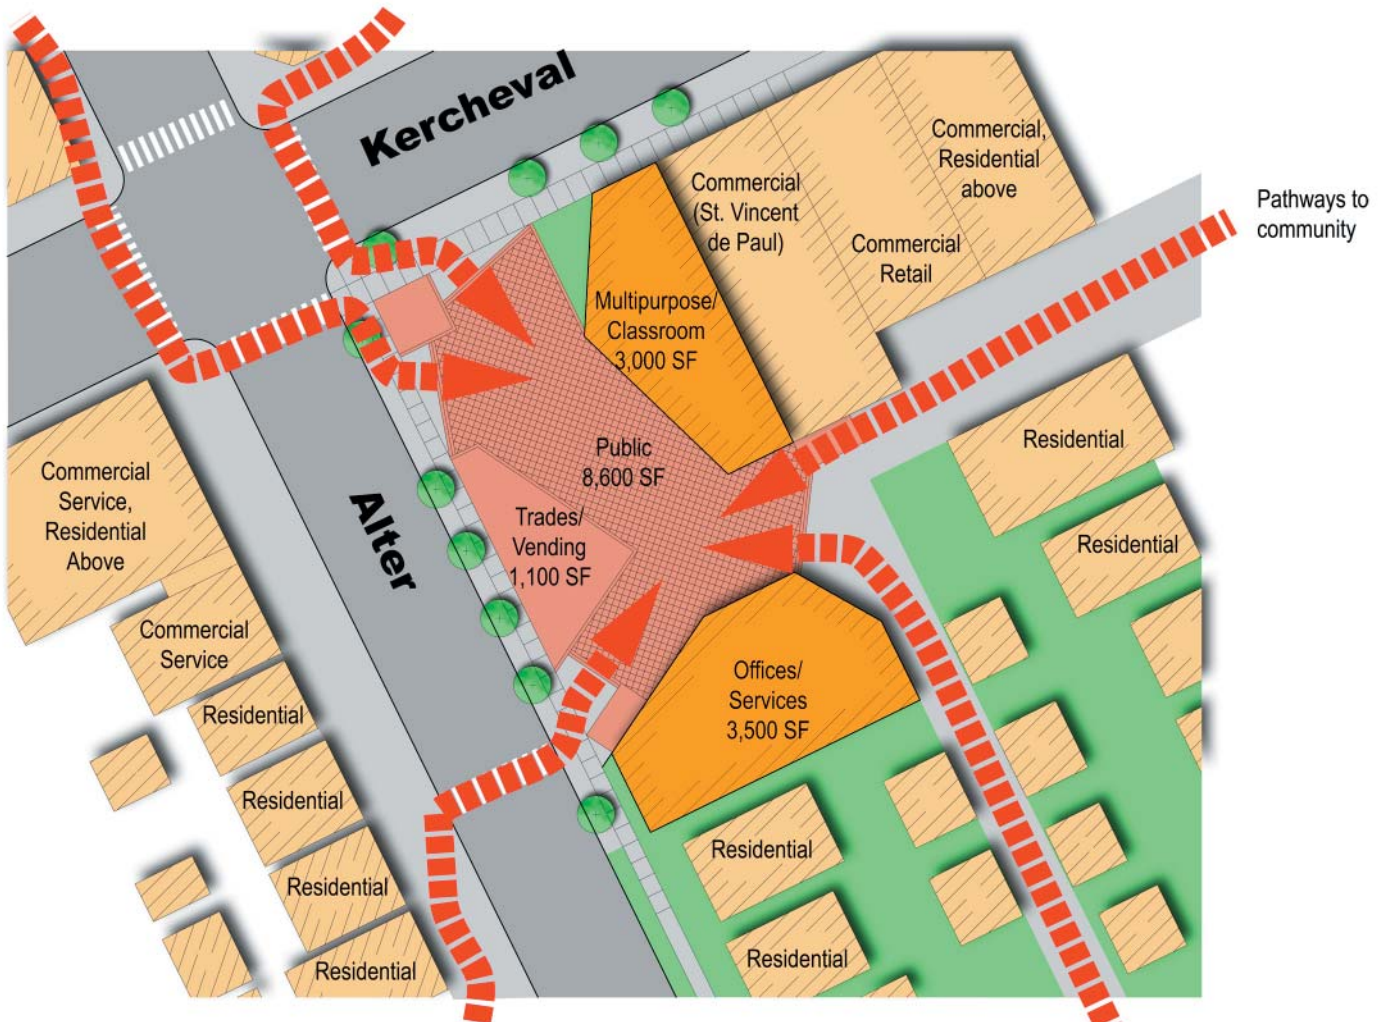 Kercheval
Commercial,
Residential
above
Commercial
(St. Vincent
de Paul)
Commercial
Retail
Pathways to
community
Multipurpose/
Classroom
3,000 SF
Public
8,600 SF
Residential
Residential
Commercial
Service,
Residential
Above
Alter
Trades/
Vending
1,100 SF
Commercial
Service
Offices/
Services
3,500 SF
Residential
Residential
Residential
Residential
Residential
Residential